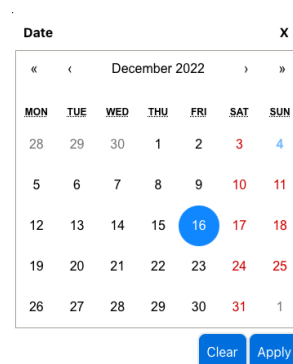 .
Date X
« ‹ December 2022 › »
MON TUE WED THU FRI SAT SUN
28 29 30 1 2 3 4
5 6 7 8 9 10 11
12 13 14 15 16 17 18
19 20 21 22 23 24 25
26 27 28 29 30 31 1
Clear Apply